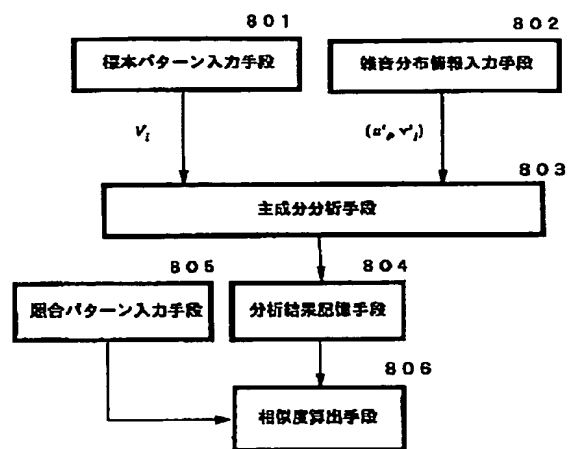 801
標本パターン入力手段
802
雑音分布情報入力手段
V_i
803
主成分分析手段
805
照合パターン入力手段
804
分析結果記憶手段
806
相似度算出手段